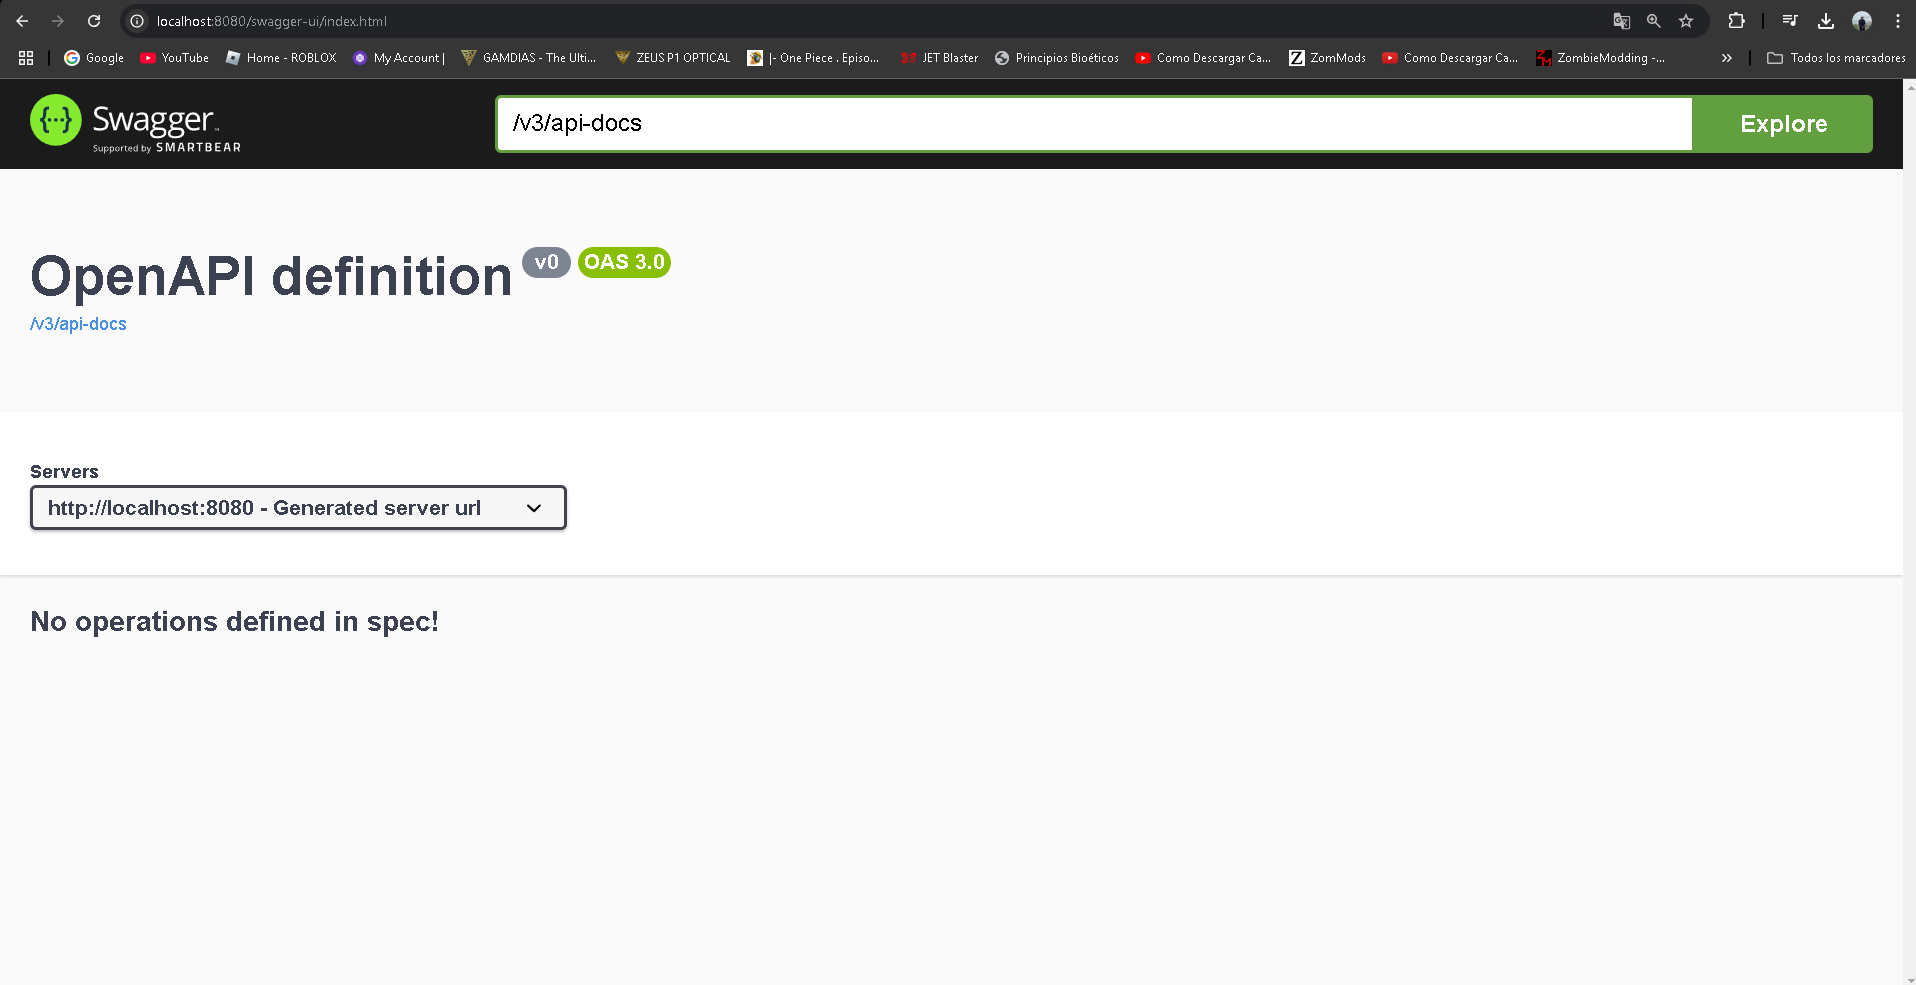 localhost:8080/swagger-ui/index.html
Google
YouTube
Home - ROBLOX
My Account |
GAMDIAS - The Ulti...
ZEUS P1 OPTICAL
|- One Piece . Episo...
JET Blaster
Principios Bioéticos
Como Descargar Ca...
ZomMods
Como Descargar Ca...
ZombieModding -...
Todos los marcadores
Swagger
Supported by SMARTBEAR
/v3/api-docs
Explore
OpenAPI definition v0 OAS 3.0
/v3/api-docs
Servers
http://localhost:8080 - Generated server url
No operations defined in spec!